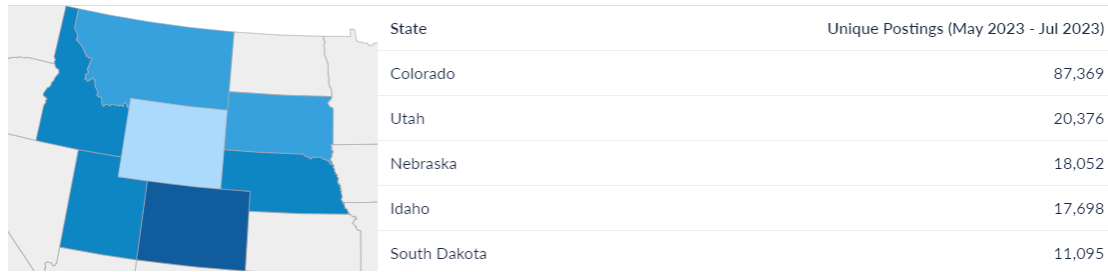 State Unique Postings (May 2023 - Jul 2023)
Colorado 87,369
Utah 20,376
Nebraska 18,052
Idaho 17,698
South Dakota 11,095